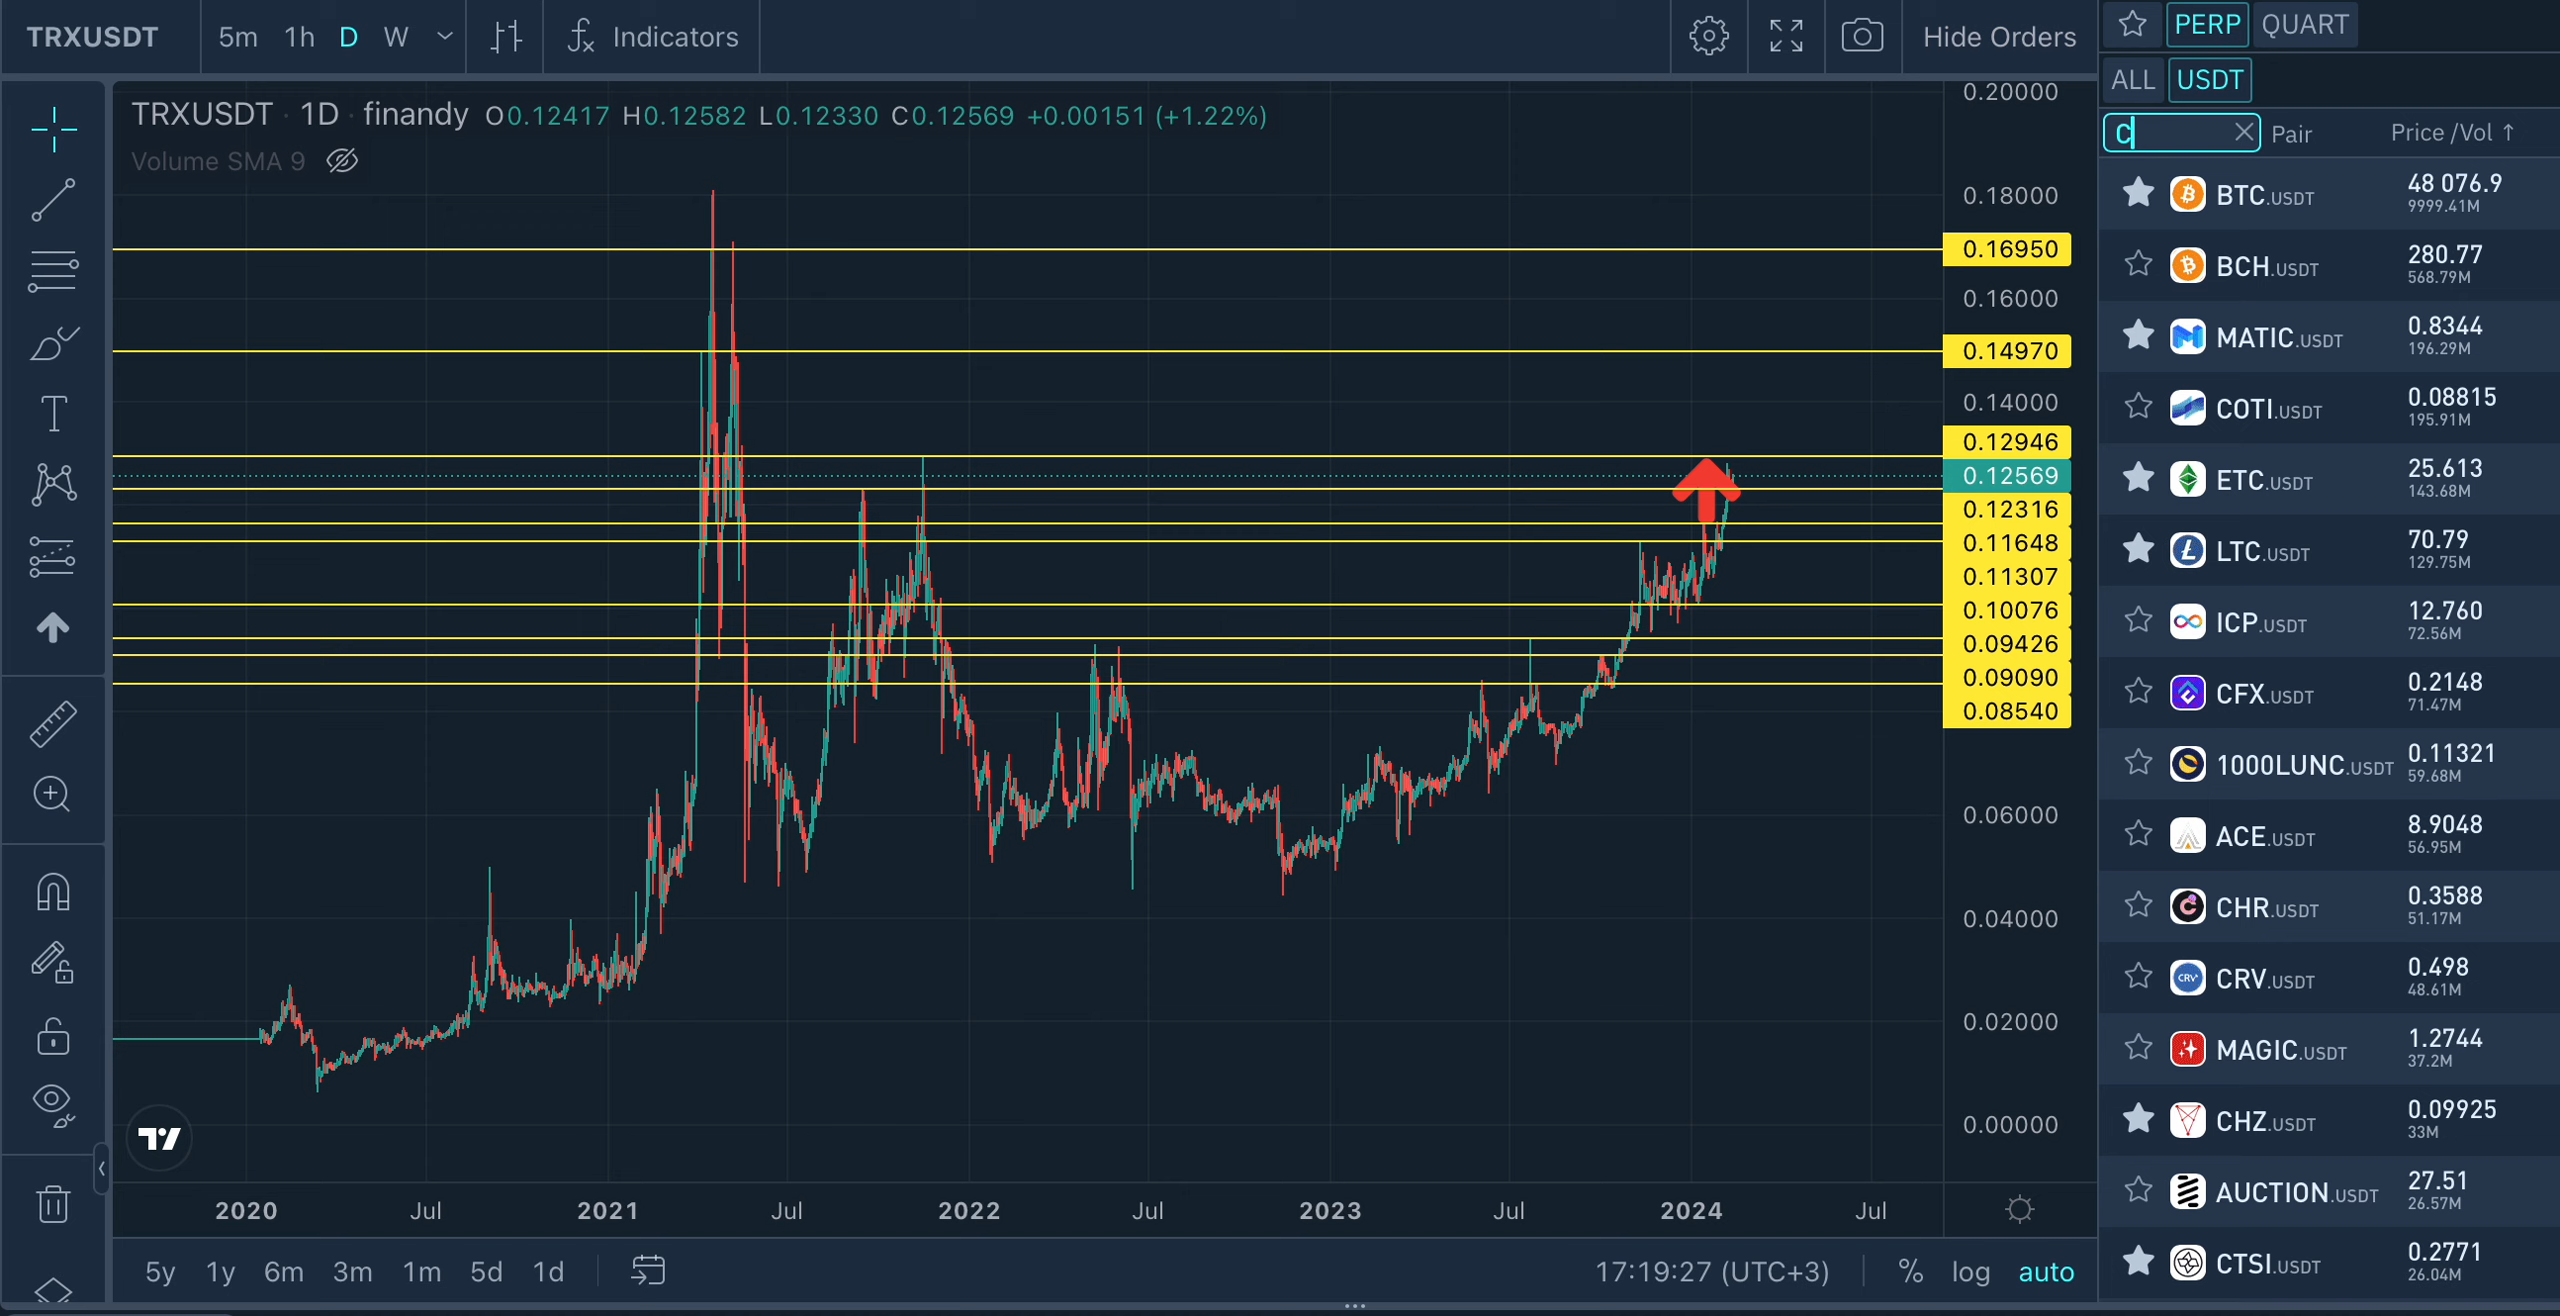 TRXUSDT 5m 1h D W Indicators Hide Orders
TRXUSDT · 1D · finandy O0.12417 H0.12582 L0.12330 C0.12569 +0.00151 (+1.22%)
Volume SMA 9
0.20000
0.18000
0.16950
0.16000
0.14970
0.14000
0.12946
0.12569
0.12316
0.11648
0.11307
0.10076
0.09426
0.09090
0.08540
0.06000
0.04000
0.02000
0.00000
2020 Jul 2021 Jul 2022 Jul 2023 Jul 2024 Jul
5y 1y 6m 3m 1m 5d 1d 17:19:27 (UTC+3) % log auto
PERP QUART
ALL USDT
C Pair Price /Vol ↑
BTC.USDT 48 076.9
9999.41M
BCH.USDT 280.77
568.79M
MATIC.USDT 0.8344
196.29M
COTI.USDT 0.08815
195.91M
ETC.USDT 25.613
143.68M
LTC.USDT 70.79
129.75M
ICP.USDT 12.760
72.56M
CFX.USDT 0.2148
71.47M
1000LUNC.USDT 0.11321
59.68M
ACE.USDT 8.9048
56.95M
CHR.USDT 0.3588
51.17M
CRV CRV.USDT 0.498
48.61M
MAGIC.USDT 1.2744
37.2M
CHZ.USDT 0.09925
33M
AUCTION.USDT 27.51
26.57M
CTSI.USDT 0.2771
26.04M